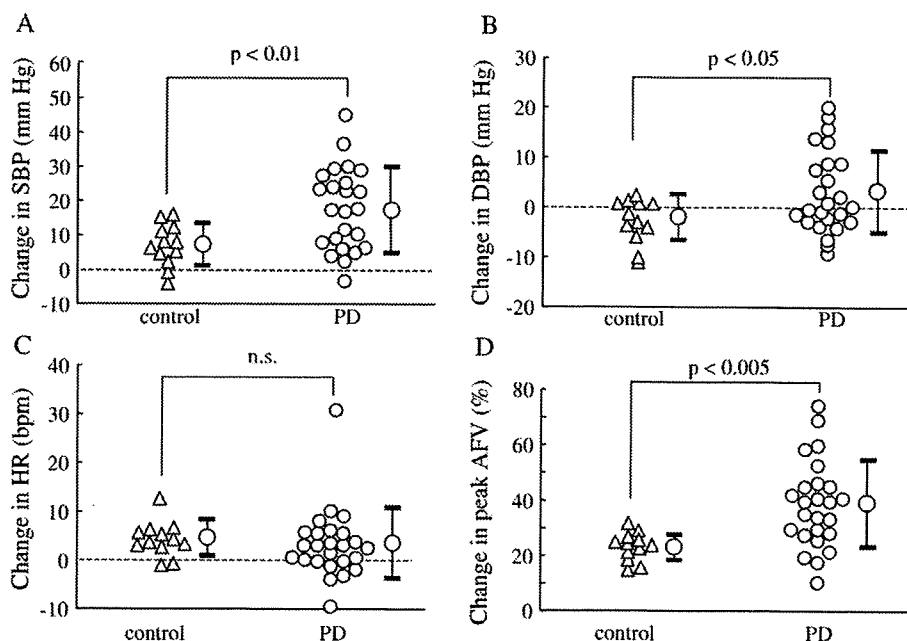 A
p < 0.01
Change in SBP (mm Hg)
60
50
40
30
20
10
0
-10
control
PD
B
p < 0.05
Change in DBP (mm Hg)
30
20
10
0
-10
-20
control
PD
C
n.s.
Change in HR (bpm)
40
30
20
10
0
-10
control
PD
D
p < 0.005
Change in peak AFV (%)
80
60
40
20
0
control
PD